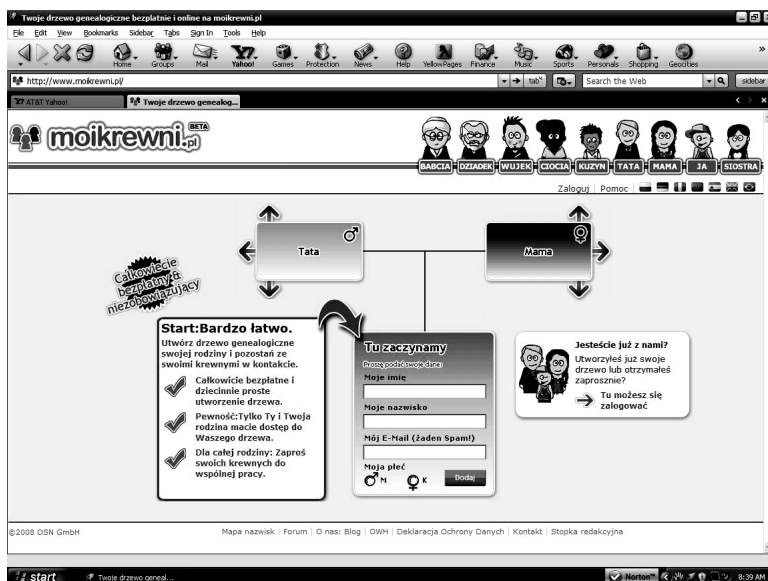 Twoje drzewo genealogiczne bezpłatnie i online na moikrewni.pl
File Edit View Bookmarks Sidebar Tabs Sign In Tools Help
Home Groups Mail Yahoo! Games Protection News Help YellowPages Finance Music Sports Personals Shopping Geocities
http://www.moikrewni.pl/ tab+ Search the Web sidebar
Y7 AT&T Yahoo! Twoje drzewo genealog...
moikrewni.pl BETA
BABCIA DZIADEK WUJEK CIOCIA KUZYN TATA MAMA JA SIOSTRA
Zaloguj | Pomoc |
Tata
Mama
Całkowicie
bezpłatny &
niezobowiązujący
Start:Bardzo łatwo.
Utwórz drzewo genealogiczne
swojej rodziny i pozostań ze
swoimi krewnymi w kontakcie.
Całkowicie bezpłatne i
dziecinnie proste
utworzenie drzewa.
Pewność:Tylko Ty i Twoja
rodzina macie dostęp do
Waszego drzewa.
Dla całej rodziny: Zaproś
swoich krewnych do
wspólnej pracy.
Tu zaczynamy
Proszę podać swoje dane:
Moje imię
Moje nazwisko
Mój E-Mail (żaden Spam!)
Moja płeć
M K Dodaj
Jesteście już z nami?
Utworzyłeś już swoje
drzewo lub otrzymałeś
zaprosznie?
Tu możesz się
zalogować
©2008 OSN GmbH Mapa nazwisk | Forum | O nas: Blog | OWH | Deklaracja Ochrony Danych | Kontakt | Stopka redakcyjna
start Twoje drzewo geneal... Norton™ 8:39 AM